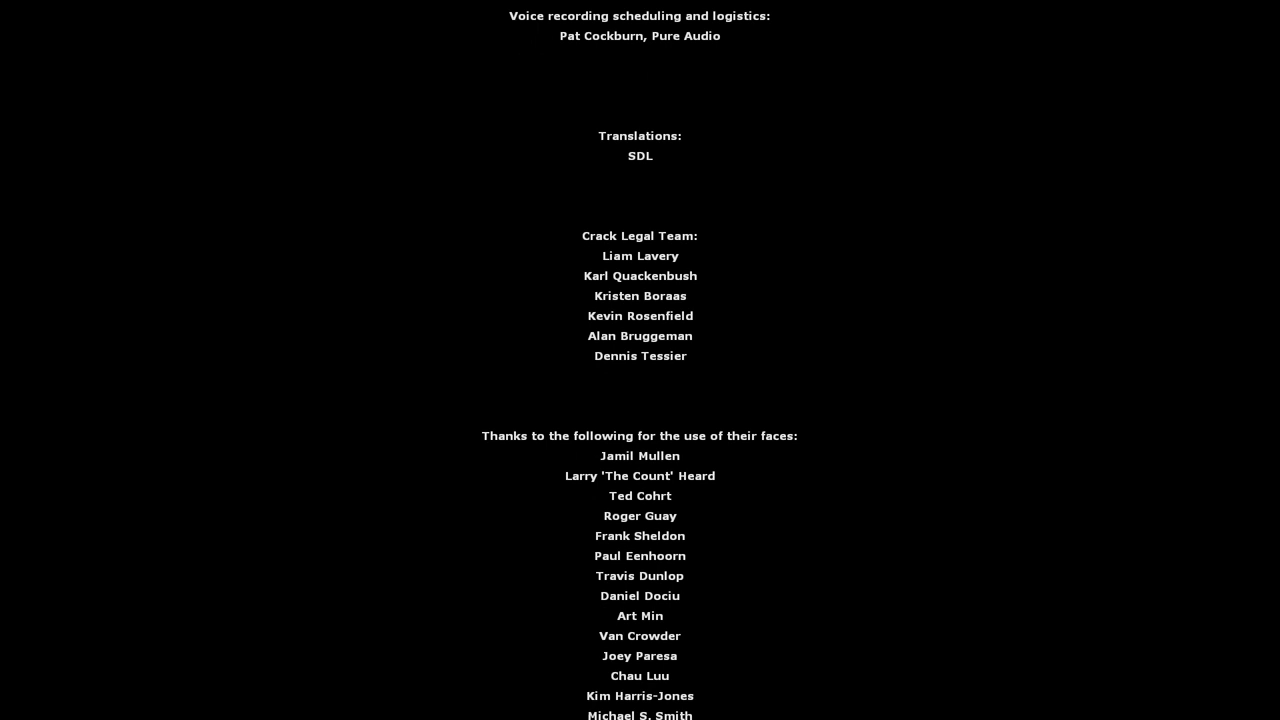 Voice recording scheduling and logistics:
Pat Cockburn, Pure Audio
Translations:
SDL
Crack Legal Team:
Liam Lavery
Karl Quackenbush
Kristen Boraas
Kevin Rosenfield
Alan Bruggeman
Dennis Tessier
Thanks to the following for the use of their faces:
Jamil Mullen
Larry 'The Count' Heard
Ted Cohrt
Roger Guay
Frank Sheldon
Paul Eenhoorn
Travis Dunlop
Daniel Dociu
Art Min
Van Crowder
Joey Paresa
Chau Luu
Kim Harris-Jones
Michael S. Smith